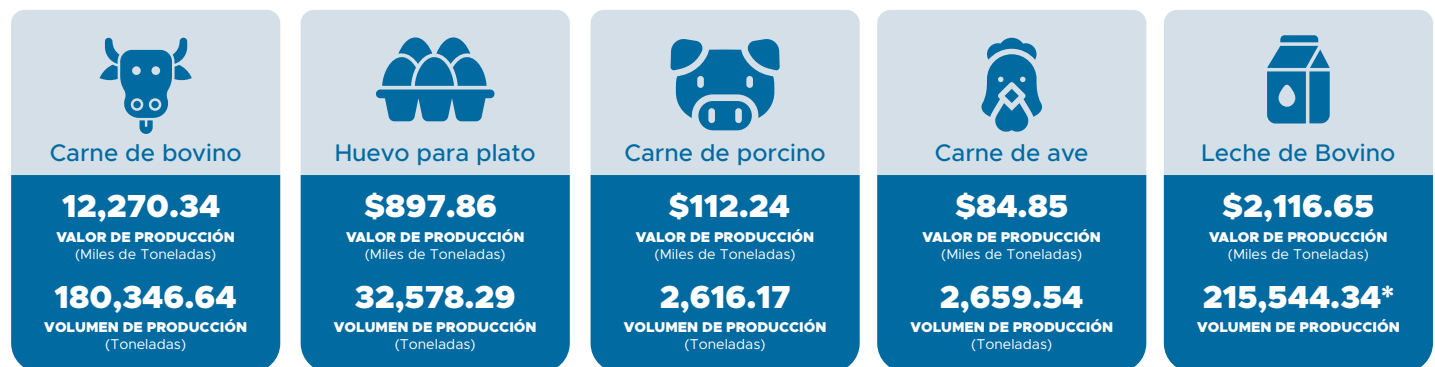 Carne de bovino
12,270.34
VALOR DE PRODUCCIÓN
(Miles de Toneladas)
180,346.64
VOLUMEN DE PRODUCCIÓN
(Toneladas)
Huevo para plato
$897.86
VALOR DE PRODUCCIÓN
(Miles de Toneladas)
32,578.29
VOLUMEN DE PRODUCCIÓN
(Toneladas)
Carne de porcino
$112.24
VALOR DE PRODUCCIÓN
(Miles de Toneladas)
2,616.17
VOLUMEN DE PRODUCCIÓN
(Toneladas)
Carne de ave
$84.85
VALOR DE PRODUCCIÓN
(Miles de Toneladas)
2,659.54
VOLUMEN DE PRODUCCIÓN
(Toneladas)
Leche de Bovino
$2,116.65
VALOR DE PRODUCCIÓN
(Miles de Toneladas)
215,544.34*
VOLUMEN DE PRODUCCIÓN